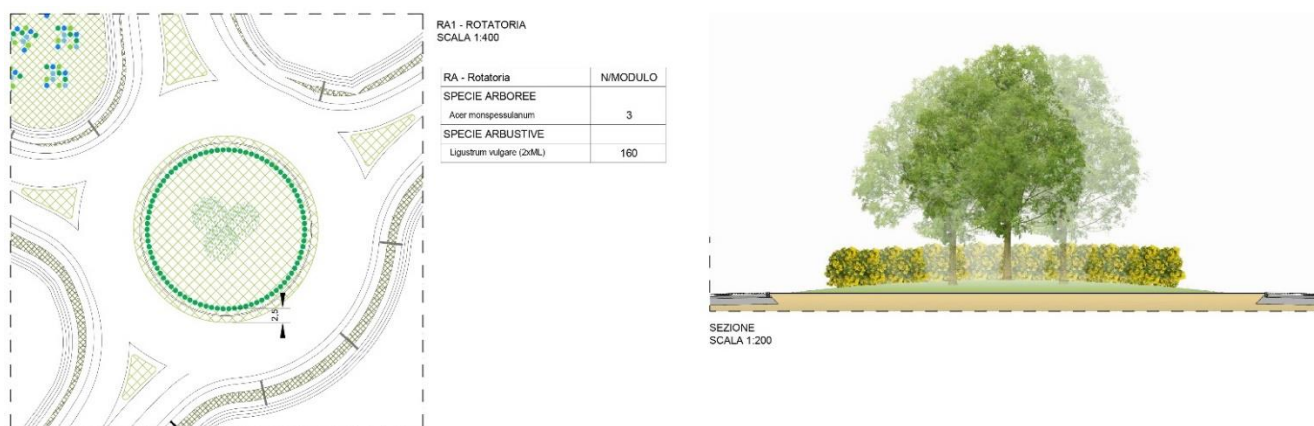 RA1 - ROTATORIA
SCALA 1:400
RA - Rotatoria N/MODULO
SPECIE ARBOREE
Acer monspessulanum 3
SPECIE ARBUSTIVE
Ligustrum vulgare (2xML) 160
2,5
SEZIONE
SCALA 1:200